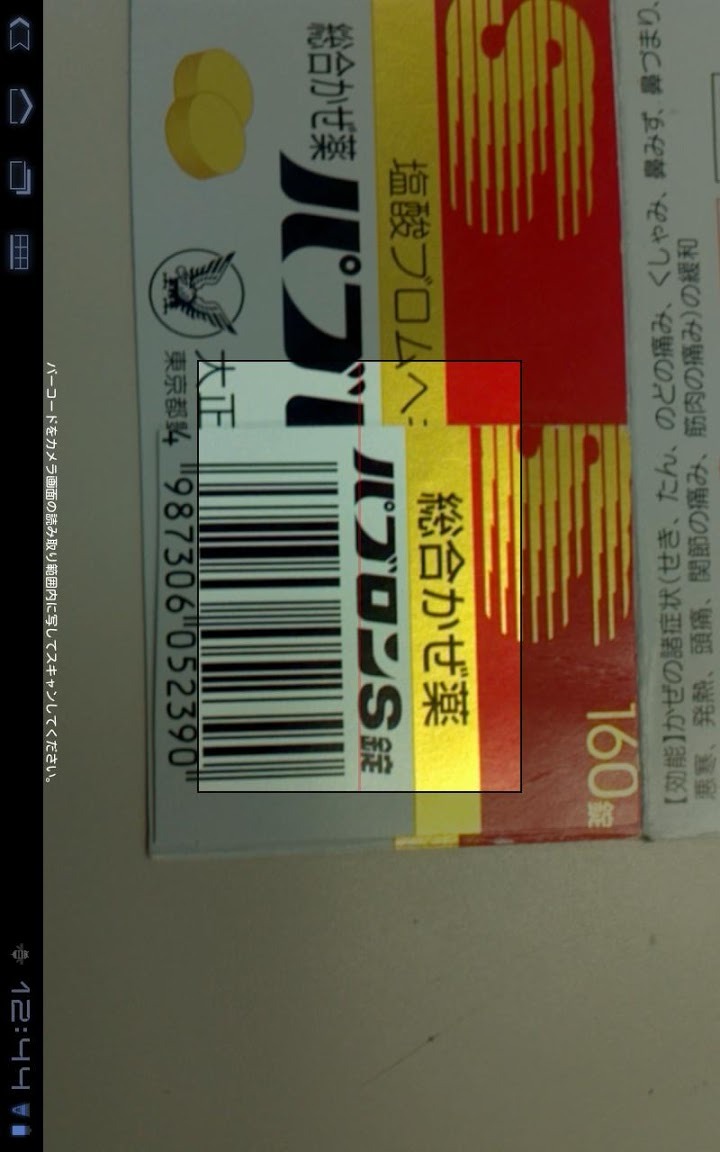 【効能】かぜの諸症状(せき、たん、のどの痛み、くしゃみ、鼻みず、鼻づまり、
悪寒、発熱、頭痛、関節の痛み、筋肉の痛み)の緩和
S
塩酸ブロムヘ
総合かぜ薬
パブ
大正
東京都
160錠
総合かぜ薬
パブロンS錠
4 987306 052390
バーコードをカメラ画面の読み取り範囲内に写してスキャンしてください。
12:44